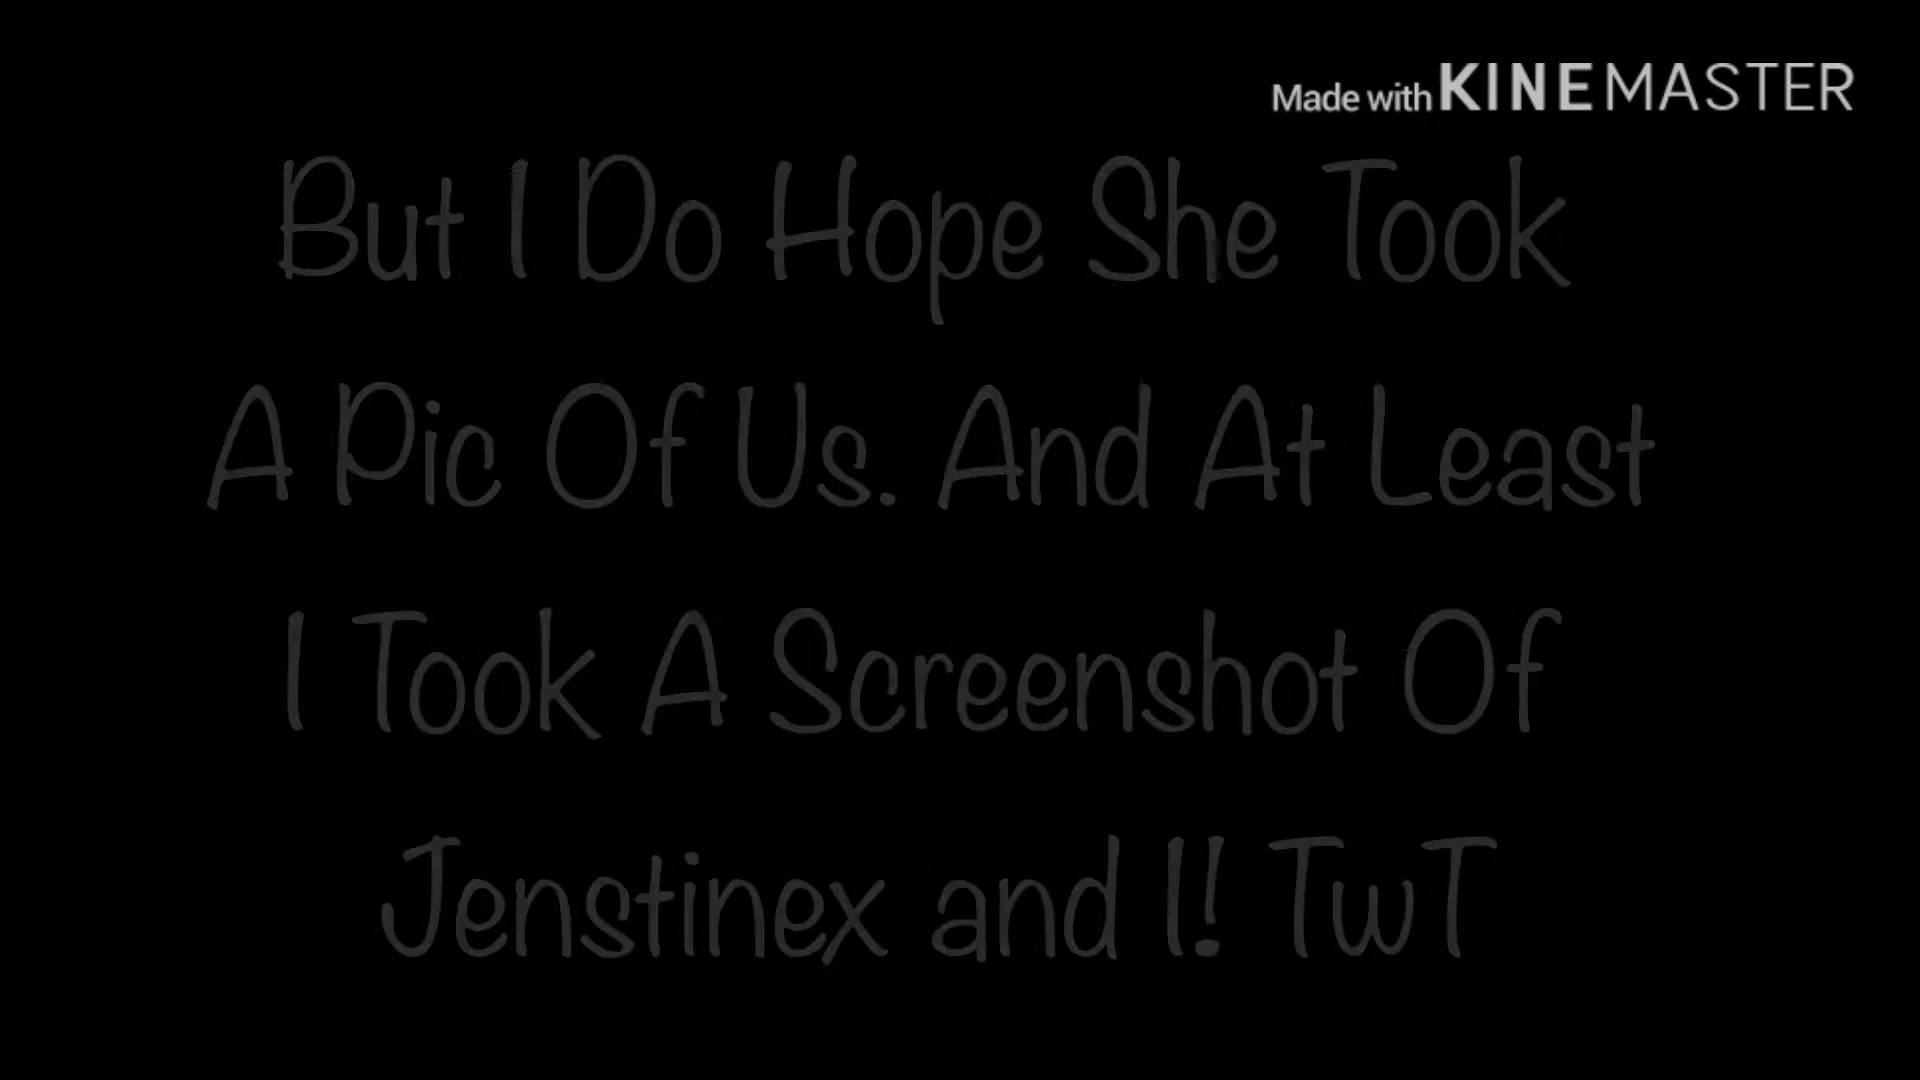 Made with KINEMASTER
But I Do Hope She Took
A Pic Of Us. And At Least
I Took A Screenshot Of
Jenstinex and I! TwT